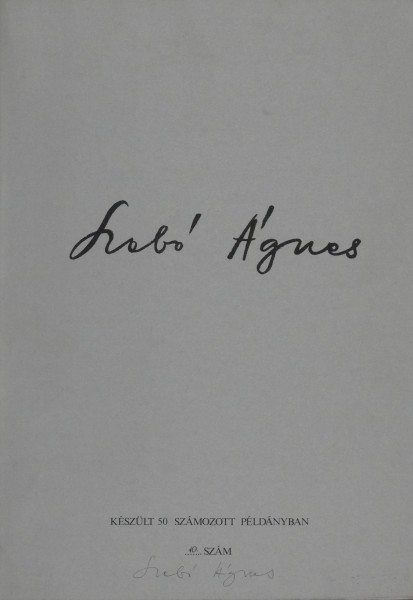 Szabó Ágnes
KÉSZÜLT 50 SZÁMOZOTT PÉLDÁNYBAN
SZÁM
Szabó Ágnes